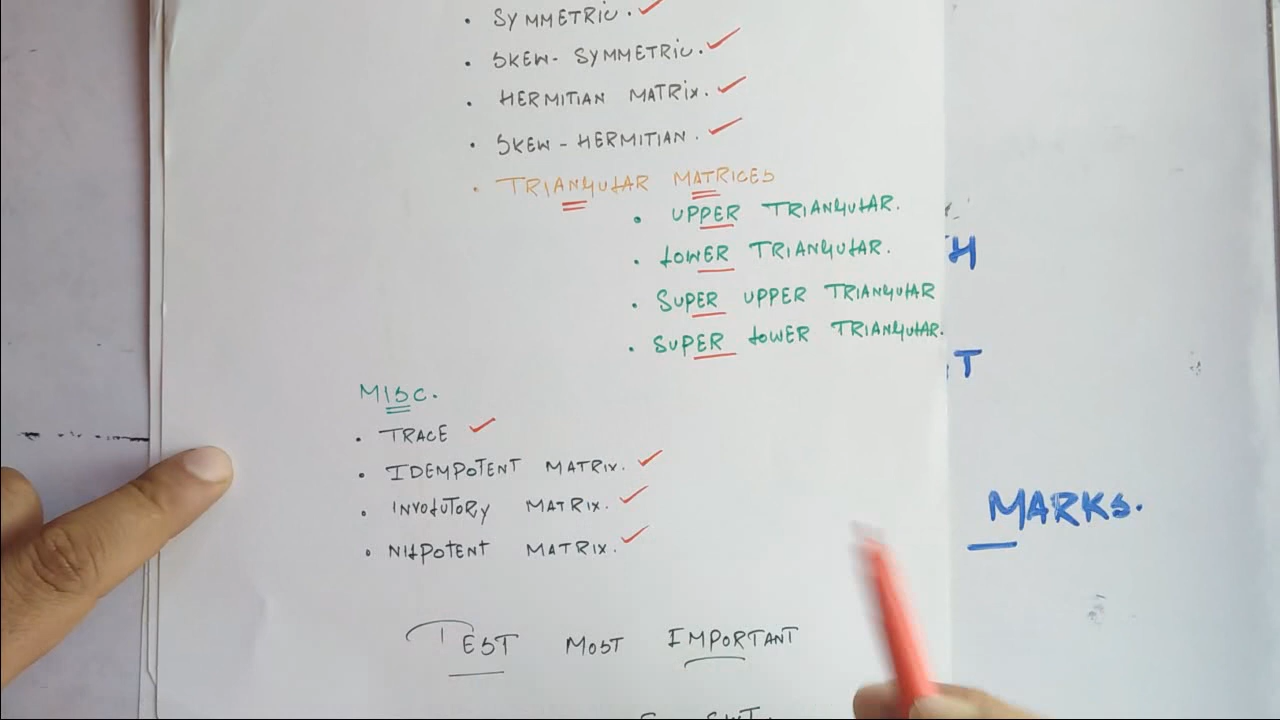 • SYMMETRIC.
• SKEW- SYMMETRIC.
• HERMITIAN MATRIX.
• SKEW - HERMITIAN.
• TRIANGULAR MATRICES
• UPPER TRIANGULAR.
• LOWER TRIANGULAR.
• SUPER UPPER TRIANGULAR
• SUPER LOWER TRIANGULAR.
MISC.
• TRACE
• IDEMPOTENT MATRIX.
• INVOLUTORY MATRIX.
• NILPOTENT MATRIX.
TEST MOST IMPORTANT
H
T
MARKS.